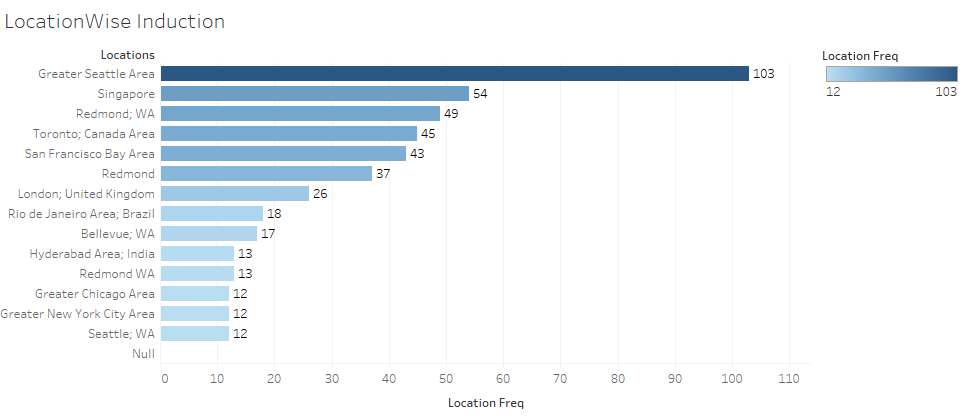 LocationWise Induction
Locations
Location Freq
12 103
Greater Seattle Area 103
Singapore 54
Redmond; WA 49
Toronto; Canada Area 45
San Francisco Bay Area 43
Redmond 37
London; United Kingdom 26
Rio de Janeiro Area; Brazil 18
Bellevue; WA 17
Hyderabad Area; India 13
Redmond WA 13
Greater Chicago Area 12
Greater New York City Area 12
Seattle; WA 12
Null
0 10 20 30 40 50 60 70 80 90 100 110
Location Freq